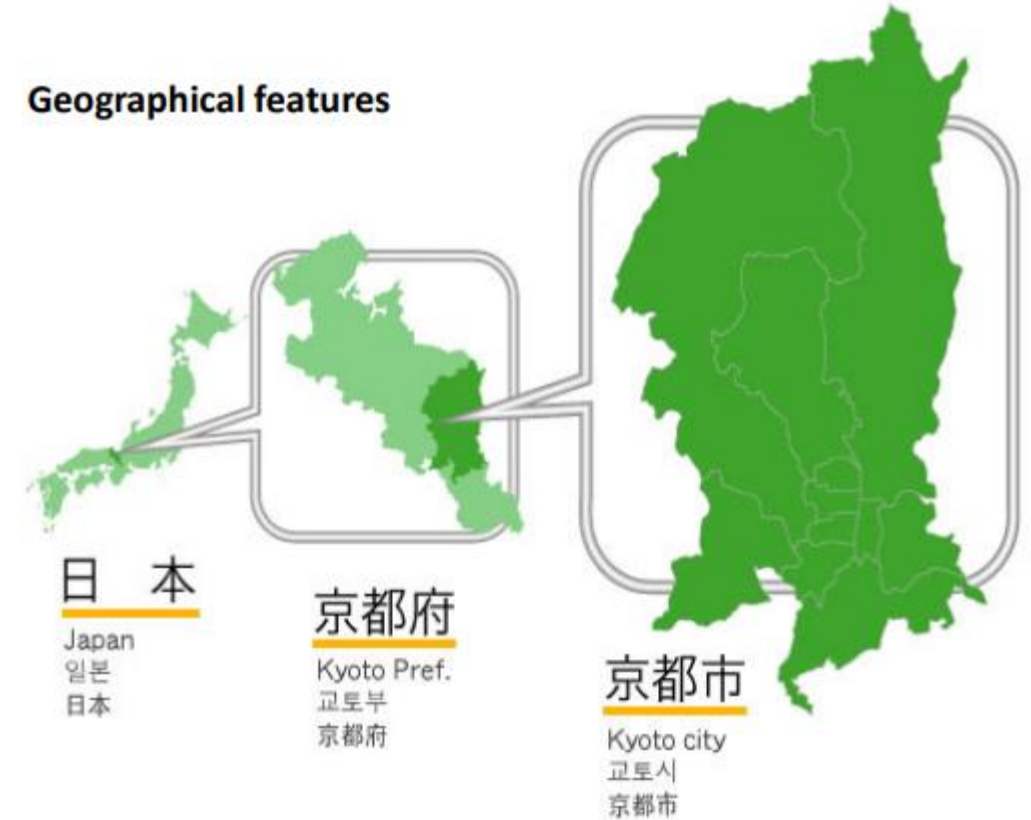 Geographical features
日 本
Japan
일본
日本
京都府
Kyoto Pref.
교토부
京都府
京都市
Kyoto city
교토시
京都市